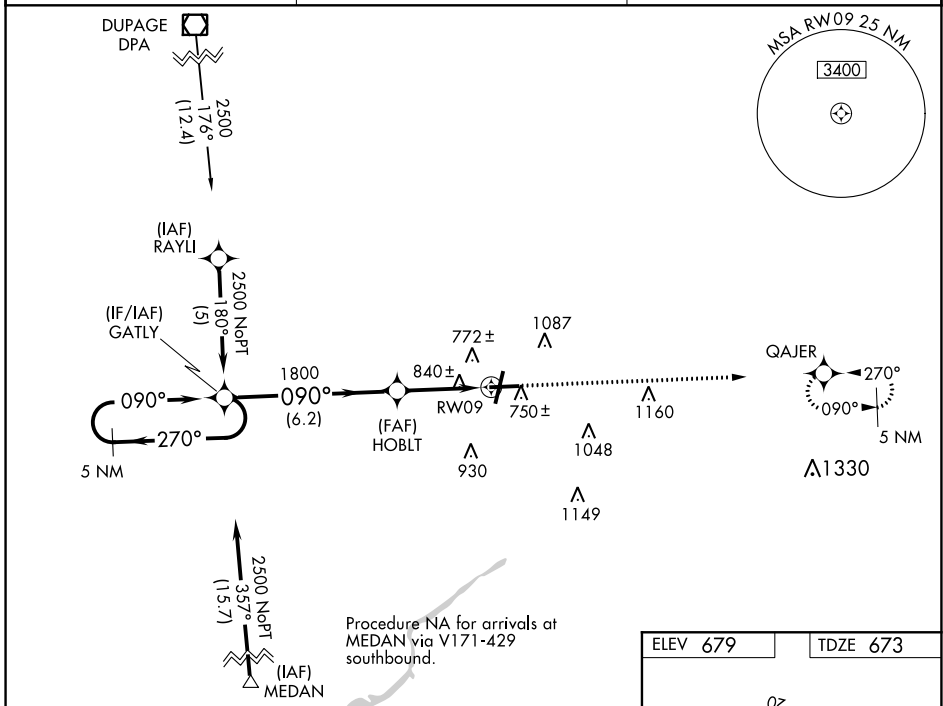 DUPAGE
DPA
2500
176°
(12.4)
MSA RW09 25 NM
3400
(IAF)
RAYLI
2500 NoPT
180°
(5)
(IF/IAF)
GATLY
1800
090°
(6.2)
090°
270°
5 NM
772 ±
1087
840 ±
RW09
750 ±
1160
(FAF)
HOBLT
930
1048
1149
QAJER
270°
090°
5 NM
1330
2500 NoPT
357°
(15.7)
(IAF)
MEDAN
Procedure NA for arrivals at
MEDAN via V171-429
southbound.
ELEV 679
TDZE 673